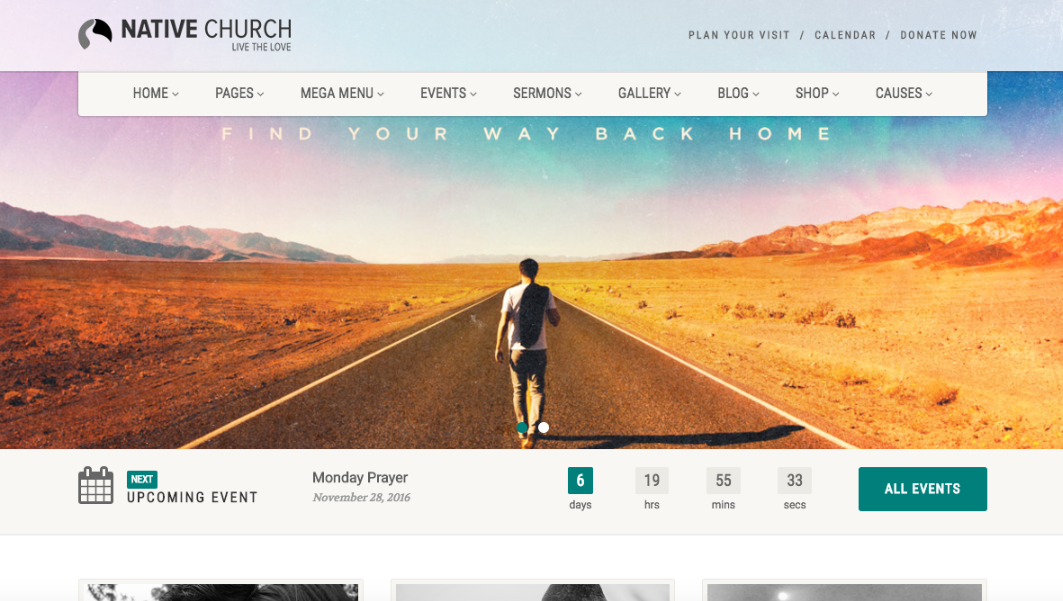 NATIVE CHURCH
LIVE THE LOVE
PLAN YOUR VISIT / CALENDAR / DONATE NOW
HOME PAGES MEGA MENU EVENTS SERMONS GALLERY BLOG SHOP CAUSES
FIND YOUR WAY BACK HOME
NEXT
UPCOMING EVENT
Monday Prayer
November 28, 2016
6 19 55 33
days hrs mins secs
ALL EVENTS